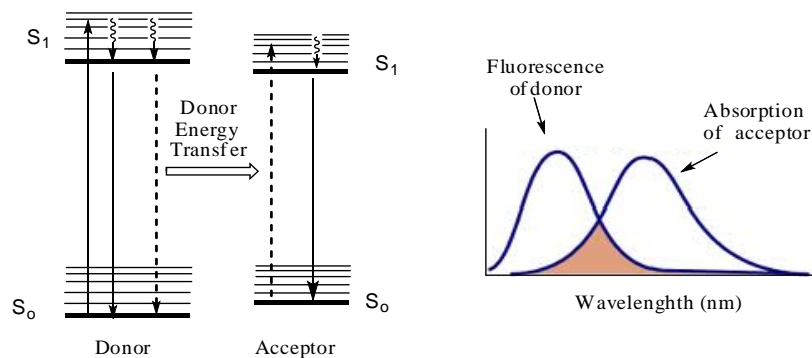 S1
S1
Donor
Energy
Transfer
So
So
Donor
Acceptor
Fluorescence
of donor
Absorption
of acceptor
Wavelenghth (nm)